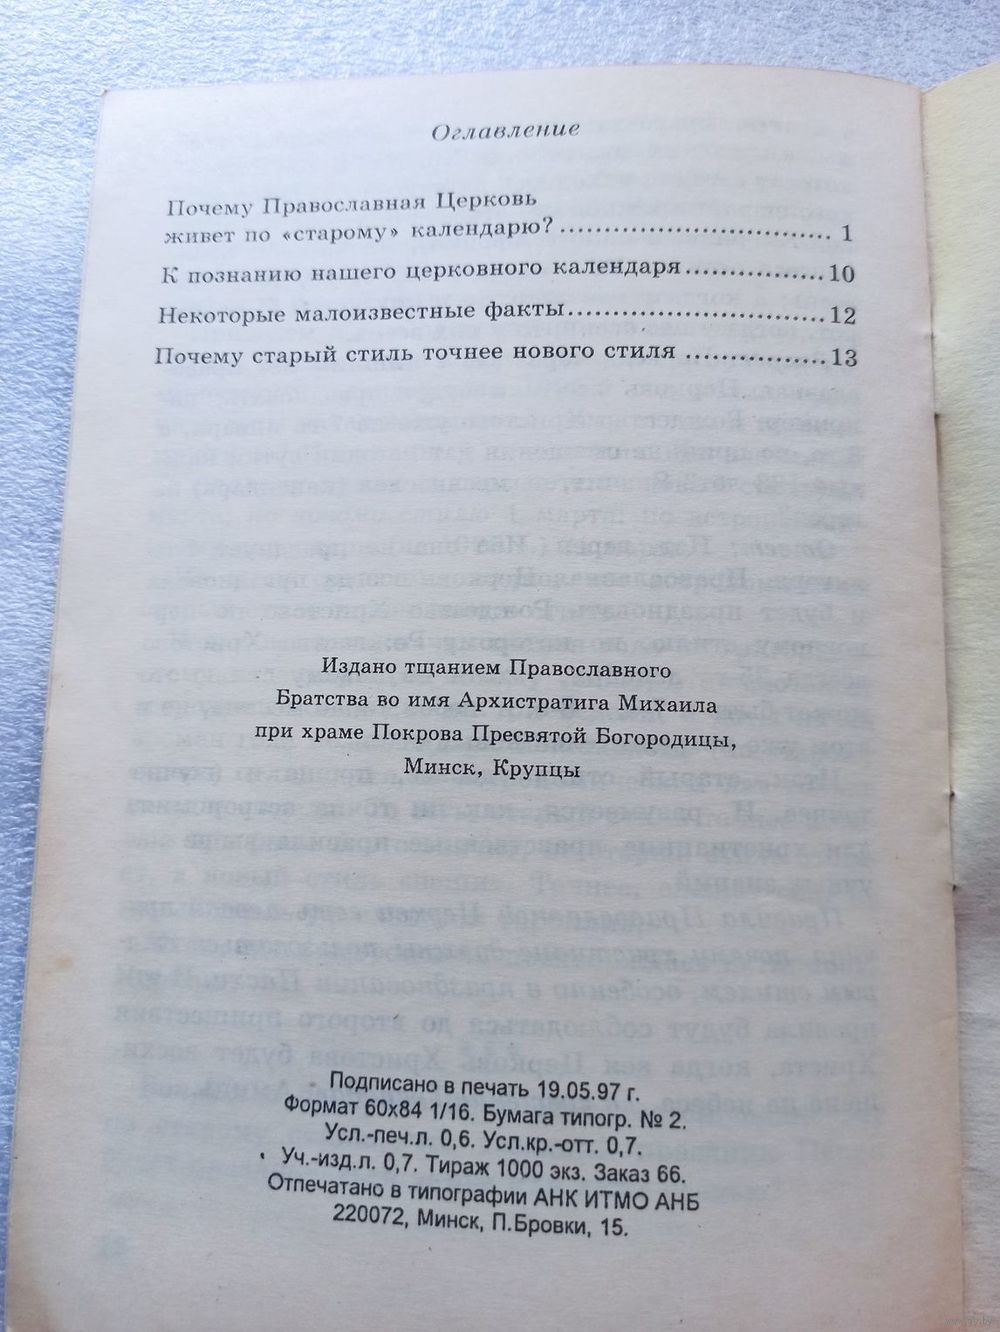 Оглавление
Почему Православная Церковь
живет по «старому» календарю?.............................. 1
К познанию нашего церковного календаря................10
Некоторые малоизвестные факты.............................12
Почему старый стиль точнее нового стиля ................13
Издано тщанием Православного
Братства во имя Архистратига Михаила
при храме Покрова Пресвятой Богородицы,
Минск, Крупцы
Подписано в печать 19.05.97 г.
Формат 60x84 1/16. Бумага типогр. № 2.
Усл.-печ.л. 0,6. Усл.кр.-отт. 0,7.
Уч.-изд.л. 0,7. Тираж 1000 экз. Заказ 66.
Отпечатано в типографии АНК ИТМО АНБ
220072, Минск, П.Бровки, 15.